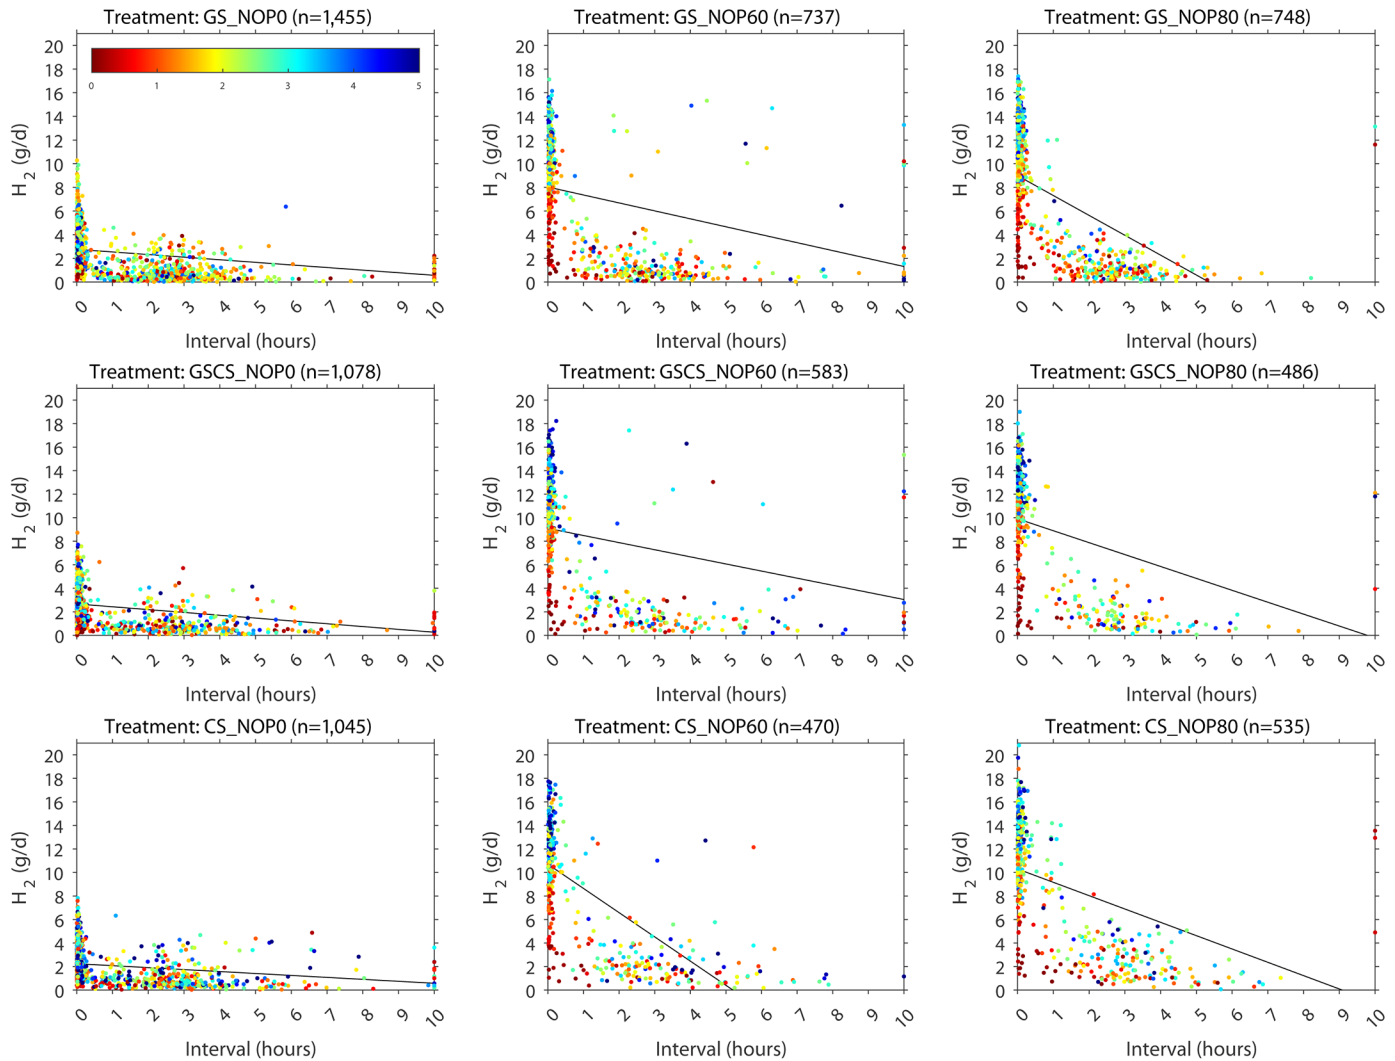 Treatment: GS_NOP0 (n=1,455)
Treatment: GS_NOP60 (n=737)
Treatment: GS_NOP80 (n=748)
20
18
16
14
12
10
8
6
4
2
0
H2 (g/d)
0 1 2 3 4 5
0 1 2 3 4 5 6 7 8 9 10
Interval (hours)
20
18
16
14
12
10
8
6
4
2
0
H2 (g/d)
0 1 2 3 4 5 6 7 8 9 10
Interval (hours)
20
18
16
14
12
10
8
6
4
2
0
H2 (g/d)
0 1 2 3 4 5 6 7 8 9 10
Interval (hours)
Treatment: GSCS_NOP0 (n=1,078)
Treatment: GSCS_NOP60 (n=583)
Treatment: GSCS_NOP80 (n=486)
20
18
16
14
12
10
8
6
4
2
0
H2 (g/d)
0 1 2 3 4 5 6 7 8 9 10
Interval (hours)
20
18
16
14
12
10
8
6
4
2
0
H2 (g/d)
0 1 2 3 4 5 6 7 8 9 10
Interval (hours)
20
18
16
14
12
10
8
6
4
2
0
H2 (g/d)
0 1 2 3 4 5 6 7 8 9 10
Interval (hours)
Treatment: CS_NOP0 (n=1,045)
Treatment: CS_NOP60 (n=470)
Treatment: CS_NOP80 (n=535)
20
18
16
14
12
10
8
6
4
2
0
H2 (g/d)
0 1 2 3 4 5 6 7 8 9 10
Interval (hours)
20
18
16
14
12
10
8
6
4
2
0
H2 (g/d)
0 1 2 3 4 5 6 7 8 9 10
Interval (hours)
20
18
16
14
12
10
8
6
4
2
0
H2 (g/d)
0 1 2 3 4 5 6 7 8 9 10
Interval (hours)